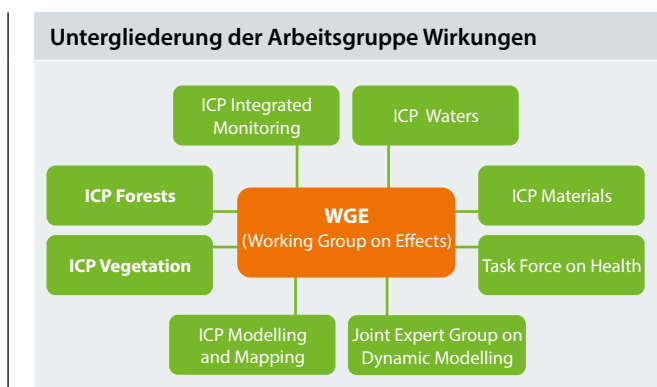 Untergliederung der Arbeitsgruppe Wirkungen
ICP Integrated
Monitoring
ICP Waters
ICP Forests
WGE
(Working Group on Effects)
ICP Materials
ICP Vegetation
Task Force on Health
ICP Modelling
and Mapping
Joint Expert Group on
Dynamic Modelling